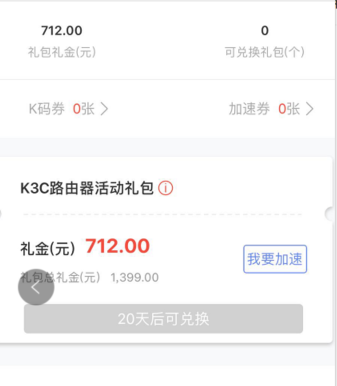 712.00 0
礼包礼金(元) 可兑换礼包(个)
K码券 0张 加速券 0张
K3C路由器活动礼包
礼金(元) 712.00 我要加速
礼包总礼金(元) 1,399.00
20天后可兑换